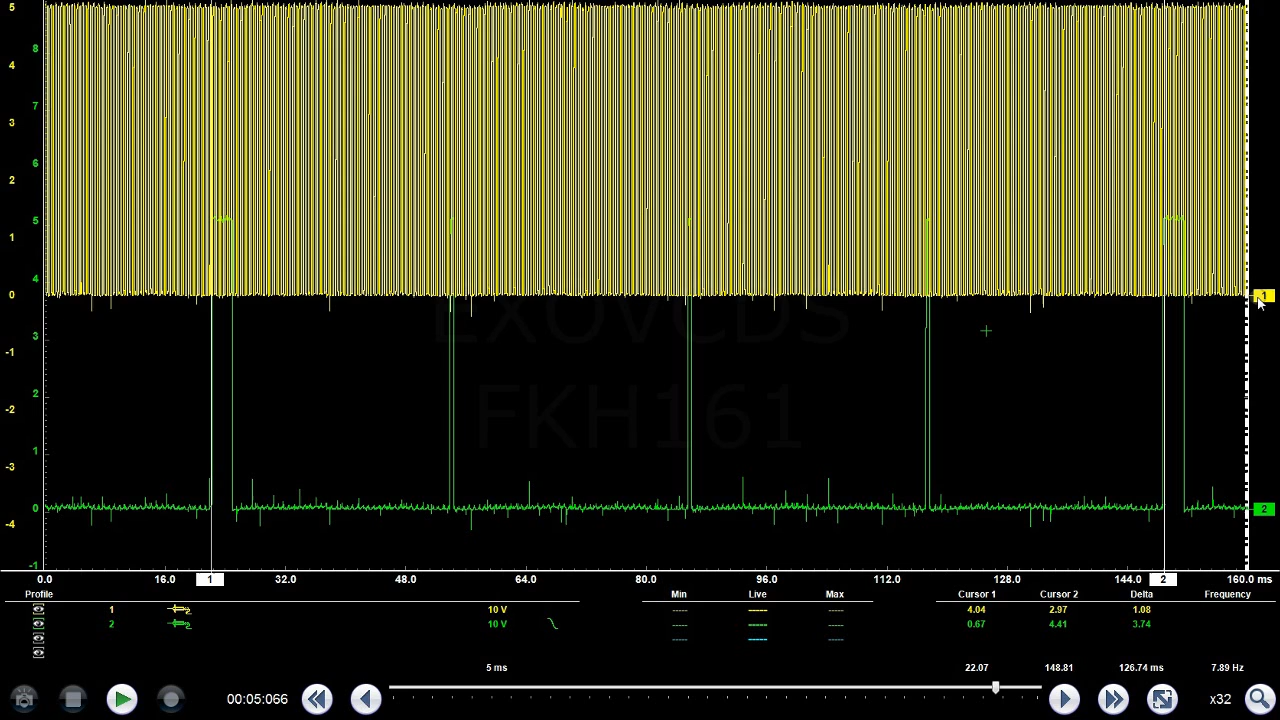 5
8
4
7
3
6
2
5
1
4
0
3
-1
2
-2
1
-3
0
-4
-1
1
2
EXOVCDS
FKH161
0.0 16.0 1 32.0 48.0 64.0 80.0 96.0 112.0 128.0 144.0 2 160.0 ms
Profile Min Live Max Cursor 1 Cursor 2 Delta Frequency
1 10 V ----- ----- ----- 4.04 2.97 1.08
2 10 V ----- ----- ----- 0.67 4.41 3.74
----- ----- -----
5 ms 22.07 148.81 126.74 ms 7.89 Hz
00:05:066 x32